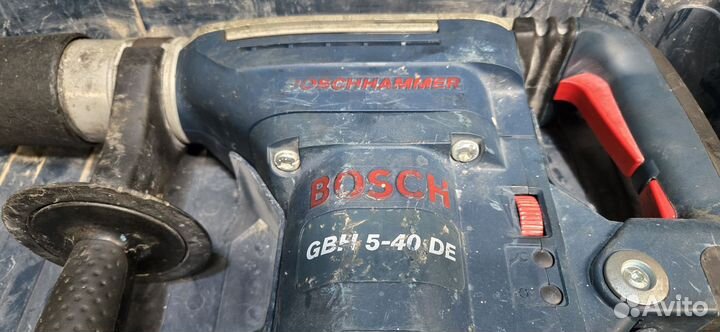 BOSCHHAMMER
BOSCH
GBH 5-40 DE
Avito